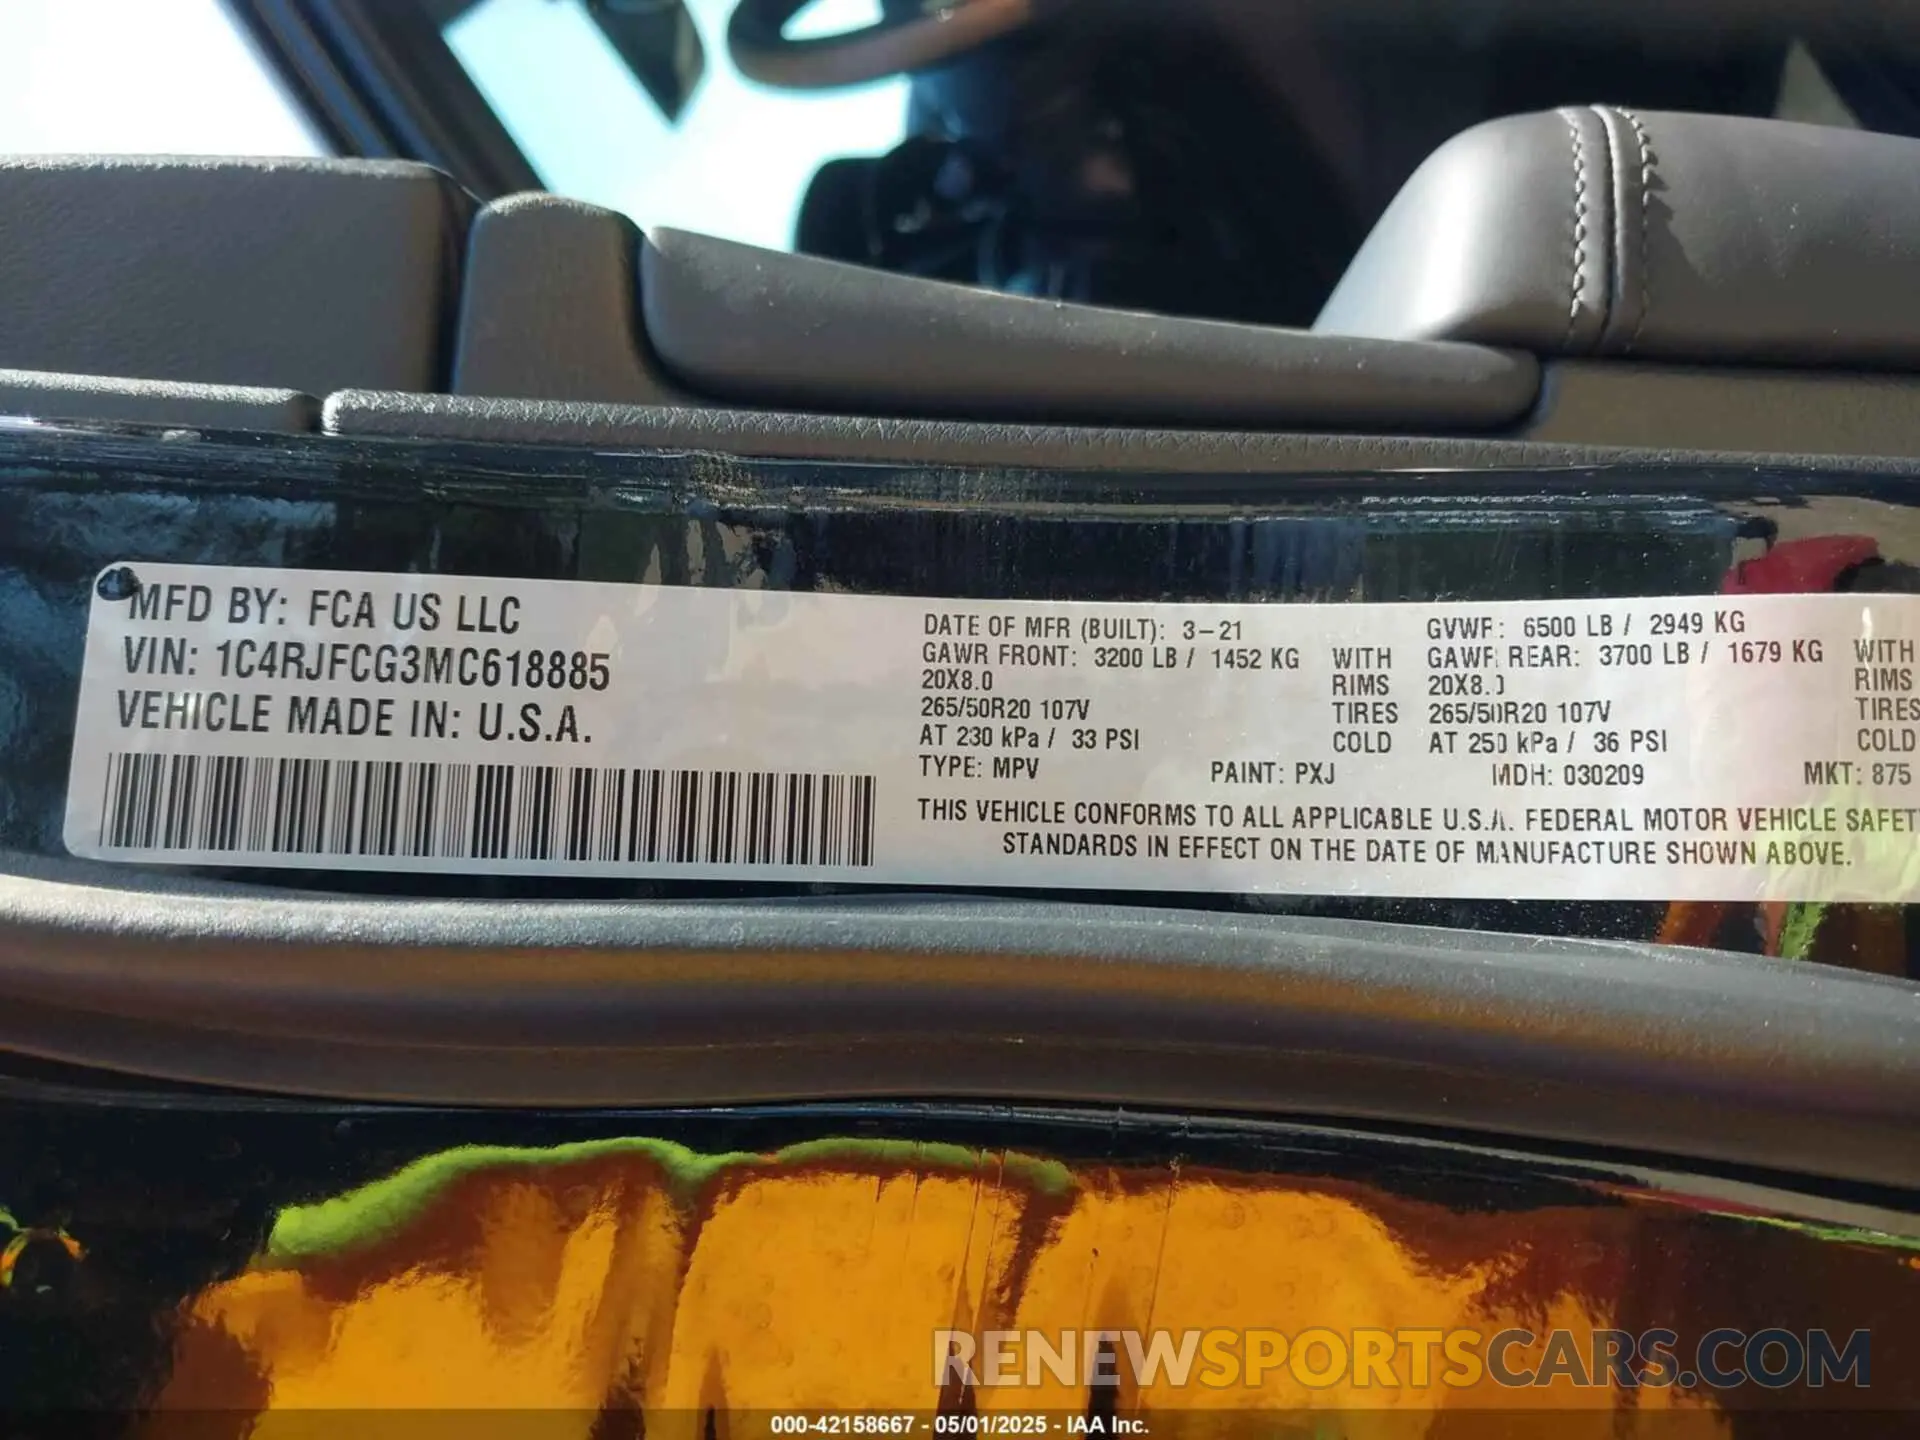 MFD BY: FCA US LLC
VIN: 1C4RJFCG3MC618885
VEHICLE MADE IN: U.S.A.
DATE OF MFR (BUILT): 3-21 GVWR: 6500 LB / 2949 KG
GAWR FRONT: 3200 LB / 1452 KG WITH GAWR REAR: 3700 LB / 1679 KG WITH
20X8.0 RIMS 20X8.0 RIMS
265/50R20 107V TIRES 265/50R20 107V TIRES
AT 230 kPa / 33 PSI COLD AT 250 kPa / 36 PSI COLD
TYPE: MPV PAINT: PXJ MDH: 030209 MKT: 875
THIS VEHICLE CONFORMS TO ALL APPLICABLE U.S.A. FEDERAL MOTOR VEHICLE SAFET
STANDARDS IN EFFECT ON THE DATE OF MANUFACTURE SHOWN ABOVE.
RENEWSPORTSCARS.COM
000-42158667 - 05/01/2025 - IAA Inc.